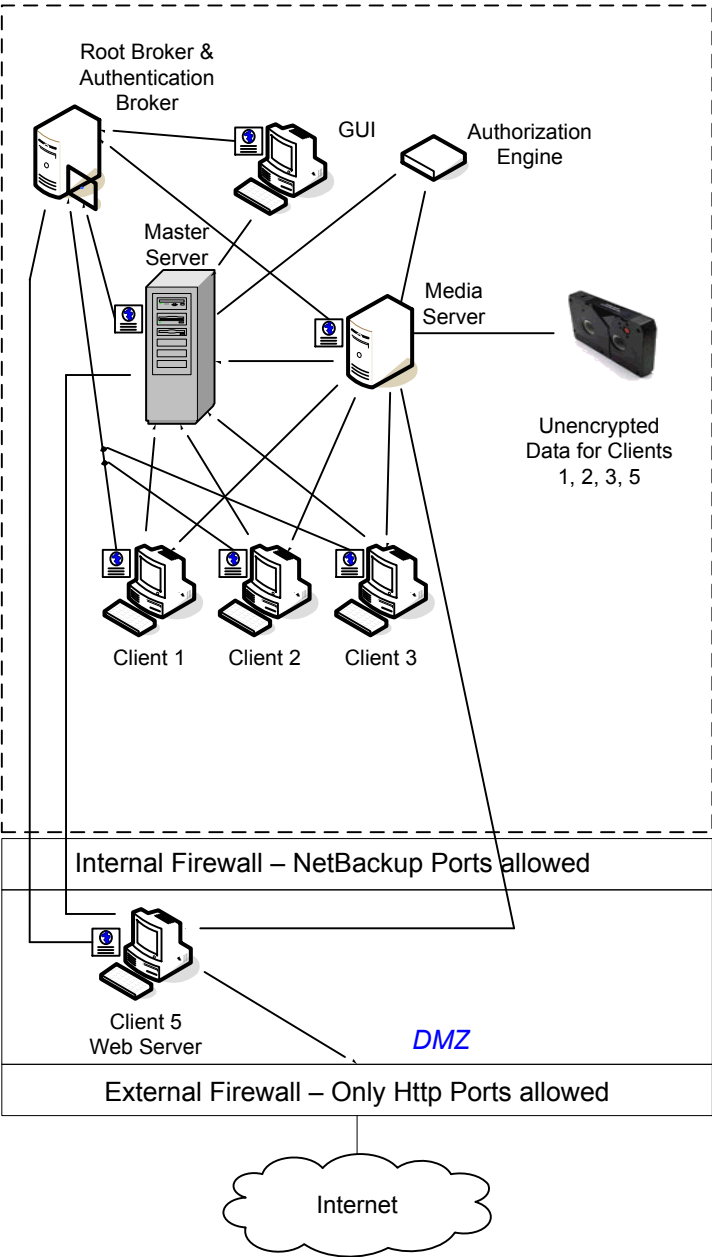 Root Broker &
Authentication
Broker
GUI
Authorization
Engine
Master
Server
Media
Server
Unencrypted
Data for Clients
1, 2, 3, 5
Client 1
Client 2
Client 3
Internal Firewall – NetBackup Ports allowed
Client 5
Web Server
DMZ
External Firewall – Only Http Ports allowed
Internet